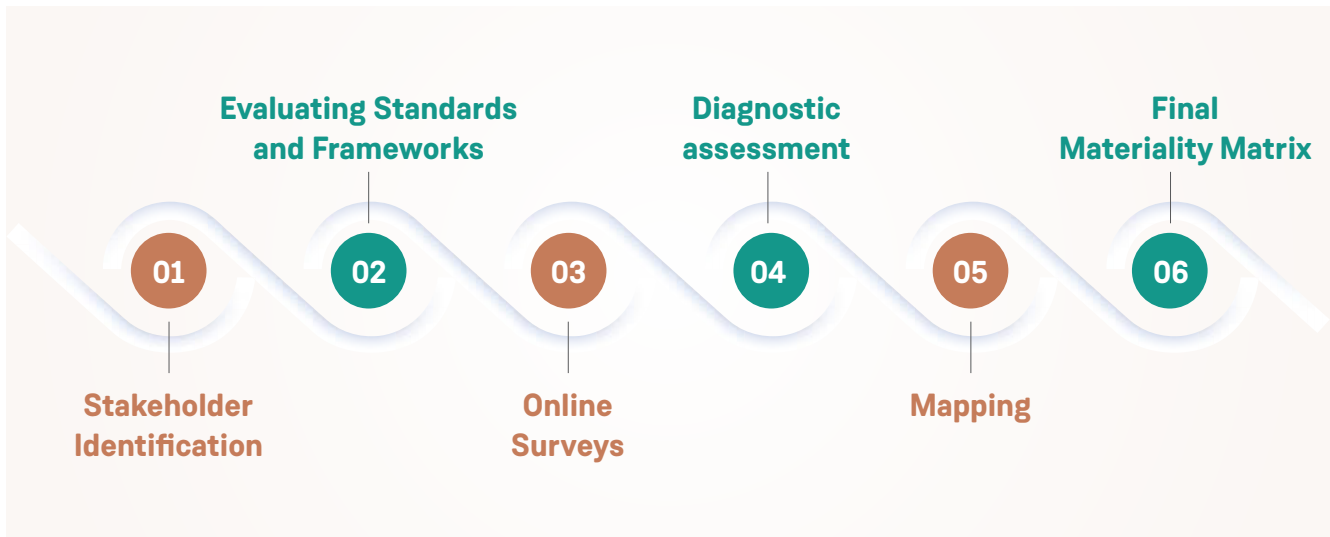 01
Stakeholder
Identification
02
Evaluating Standards
and Frameworks
03
Online
Surveys
04
Diagnostic
assessment
05
Mapping
06
Final
Materiality Matrix